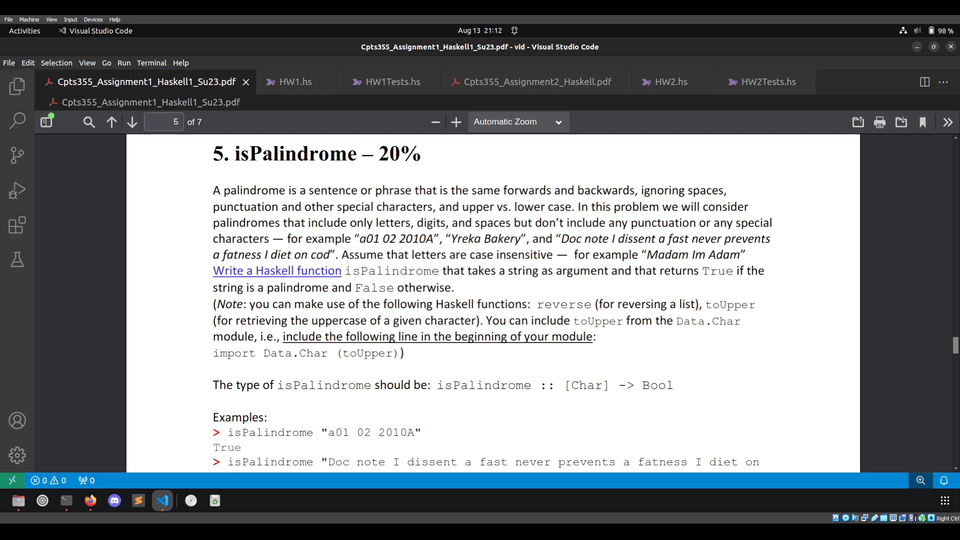 File Machine View Input Devices Help
Activities Visual Studio Code Aug 13 21:12 98 %
Cpts355_Assignment1_Haskell1_Su23.pdf - vid - Visual Studio Code
File Edit Selection View Go Run Terminal Help
Cpts355_Assignment1_Haskell1_Su23.pdf HW1.hs HW1Tests.hs Cpts355_Assignment2_Haskell.pdf HW2.hs HW2Tests.hs
Cpts355_Assignment1_Haskell1_Su23.pdf
5 of 7 Automatic Zoom
5. isPalindrome – 20%
A palindrome is a sentence or phrase that is the same forwards and backwards, ignoring spaces,
punctuation and other special characters, and upper vs. lower case. In this problem we will consider
palindromes that include only letters, digits, and spaces but don’t include any punctuation or any special
characters — for example “a01 02 2010A”, “Yreka Bakery”, and “Doc note I dissent a fast never prevents
a fatness I diet on cod”. Assume that letters are case insensitive — for example “Madam Im Adam”
Write a Haskell function isPalindrome that takes a string as argument and that returns True if the
string is a palindrome and False otherwise.
(Note: you can make use of the following Haskell functions: reverse (for reversing a list), toUpper
(for retrieving the uppercase of a given character). You can include toUpper from the Data.Char
module, i.e., include the following line in the beginning of your module:
import Data.Char (toUpper))
The type of isPalindrome should be: isPalindrome :: [Char] -> Bool
Examples:
> isPalindrome "a01 02 2010A"
True
> isPalindrome "Doc note I dissent a fast never prevents a fatness I diet on
0 0 0
Right Ctrl